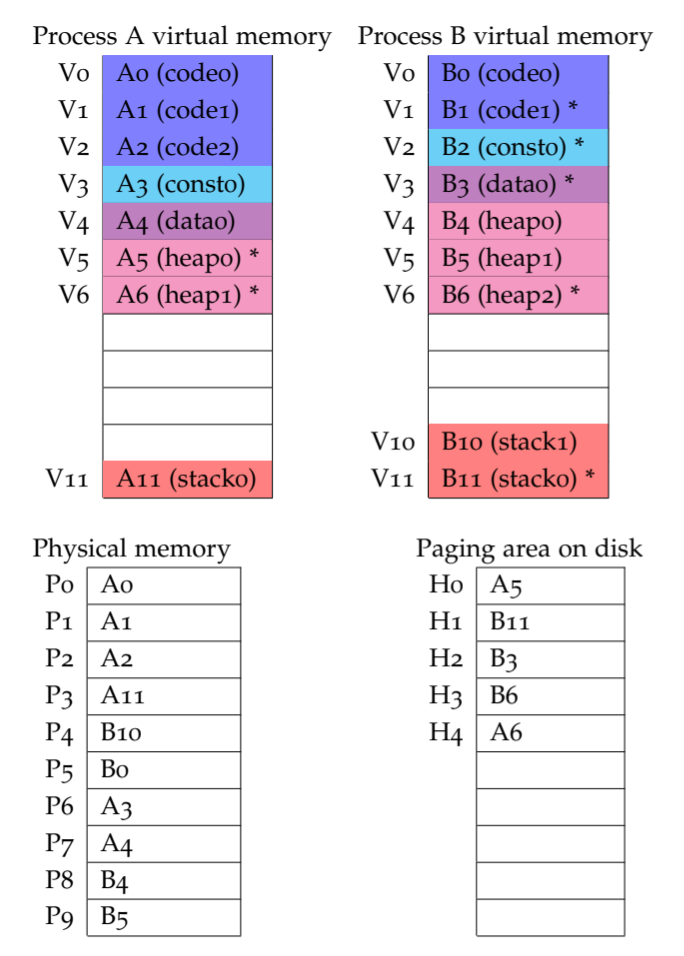 Process A virtual memory Process B virtual memory
V0 A0 (code0) V0 B0 (code0)
V1 A1 (code1) V1 B1 (code1) *
V2 A2 (code2) V2 B2 (const0) *
V3 A3 (const0) V3 B3 (data0) *
V4 A4 (data0) V4 B4 (heap0)
V5 A5 (heap0) * V5 B5 (heap1)
V6 A6 (heap1) * V6 B6 (heap2) *
V10 B10 (stack1)
V11 A11 (stack0) V11 B11 (stack0) *
Physical memory Paging area on disk
P0 A0 H0 A5
P1 A1 H1 B11
P2 A2 H2 B3
P3 A11 H3 B6
P4 B10 H4 A6
P5 B0
P6 A3
P7 A4
P8 B4
P9 B5